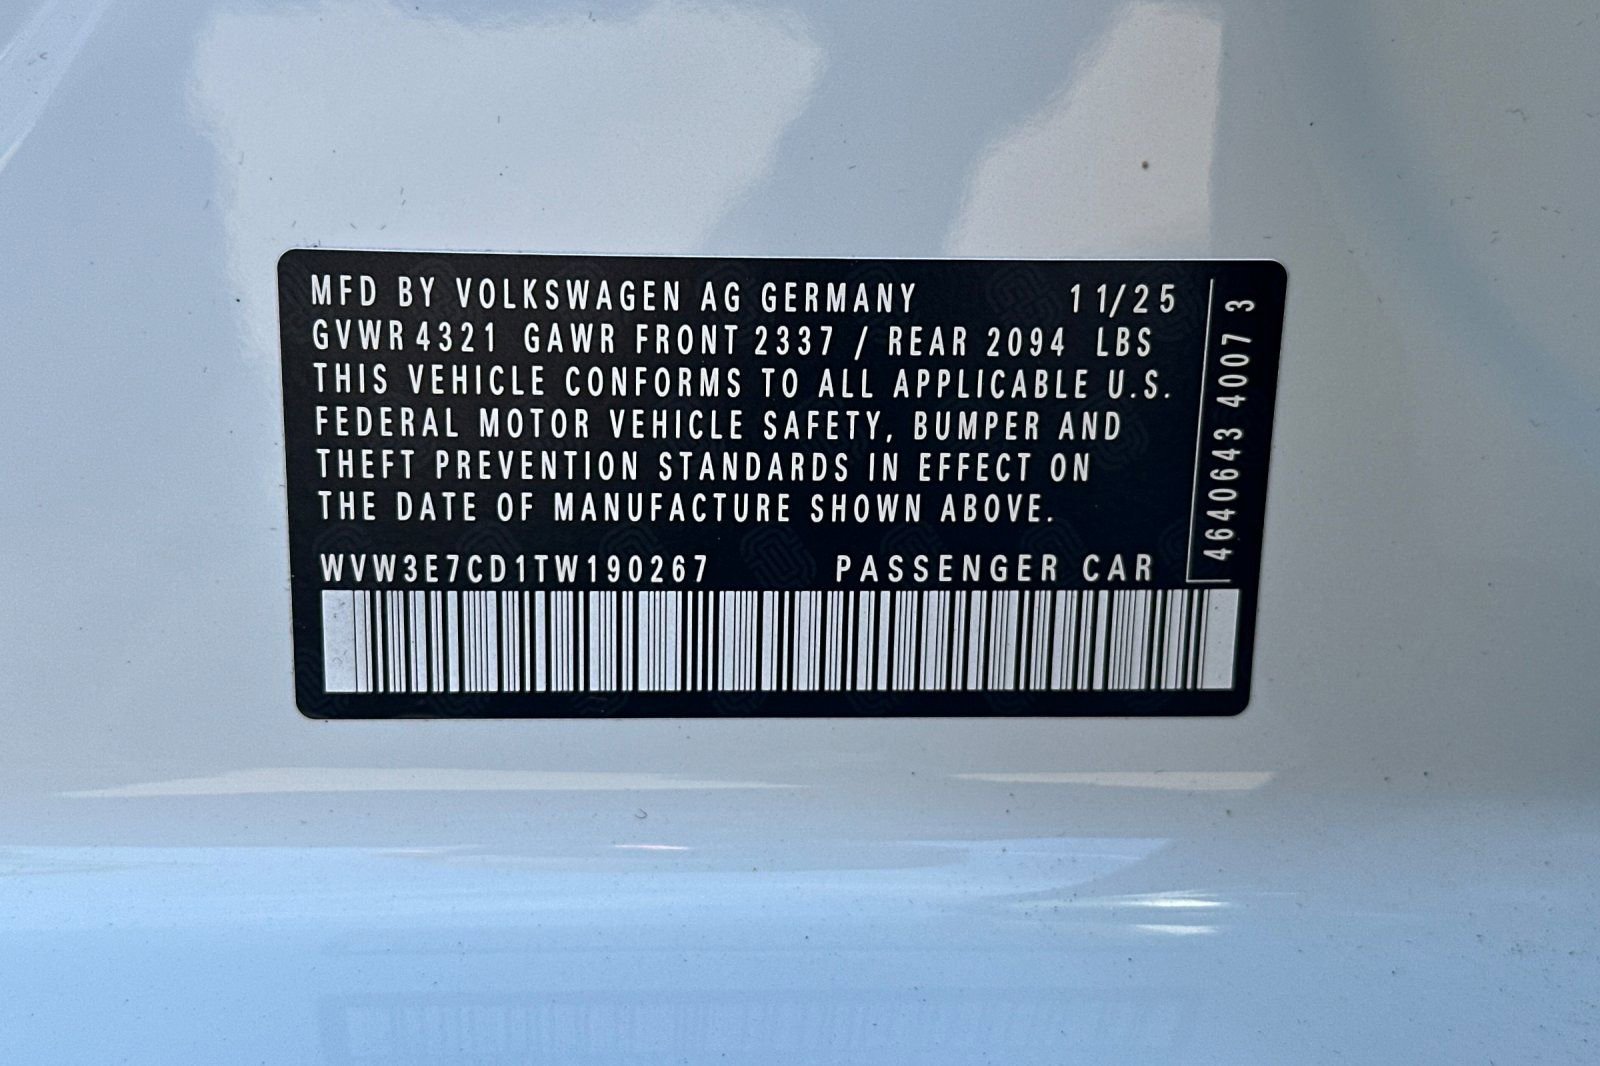 MFD BY VOLKSWAGEN AG GERMANY 11/25
GVWR 4321 GAWR FRONT 2337 / REAR 2094 LBS
THIS VEHICLE CONFORMS TO ALL APPLICABLE U.S.
FEDERAL MOTOR VEHICLE SAFETY, BUMPER AND
THEFT PREVENTION STANDARDS IN EFFECT ON
THE DATE OF MANUFACTURE SHOWN ABOVE.
WVW3E7CD1TW190267 PASSENGER CAR
4640643 4007 3